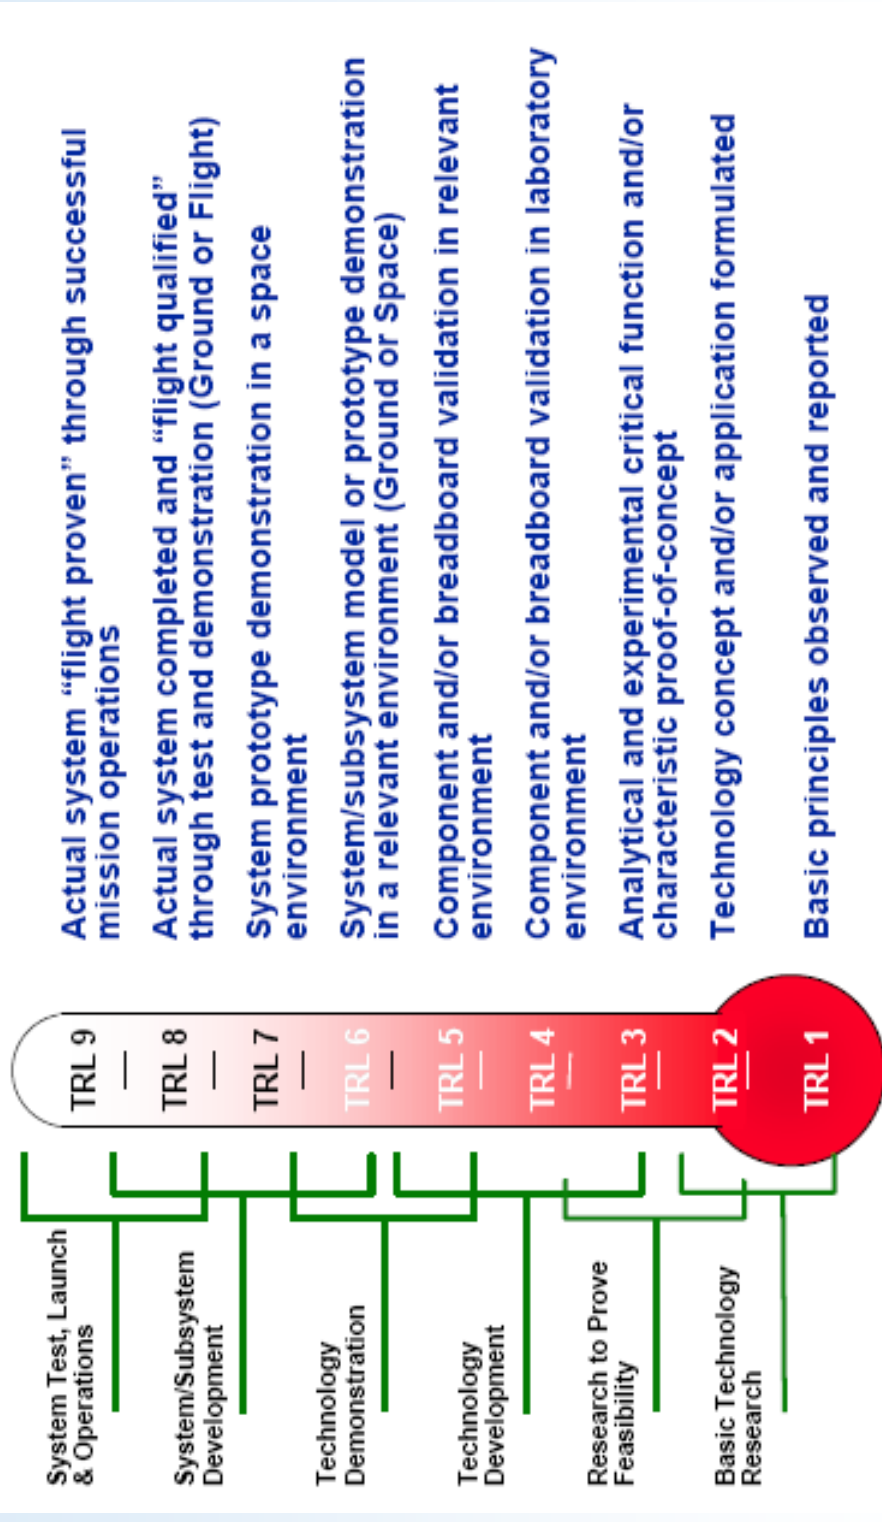 System Test, Launch
& Operations
System/Subsystem
Development
Technology
Demonstration
Technology
Development
Research to Prove
Feasibility
Basic Technology
Research
TRL 9
TRL 8
TRL 7
TRL 6
TRL 5
TRL 4
TRL 3
TRL 2
TRL 1
Actual system “flight proven” through successful
mission operations
Actual system completed and “flight qualified”
through test and demonstration (Ground or Flight)
System prototype demonstration in a space
environment
System/subsystem model or prototype demonstration
in a relevant environment (Ground or Space)
Component and/or breadboard validation in relevant
environment
Component and/or breadboard validation in laboratory
environment
Analytical and experimental critical function and/or
characteristic proof-of-concept
Technology concept and/or application formulated
Basic principles observed and reported